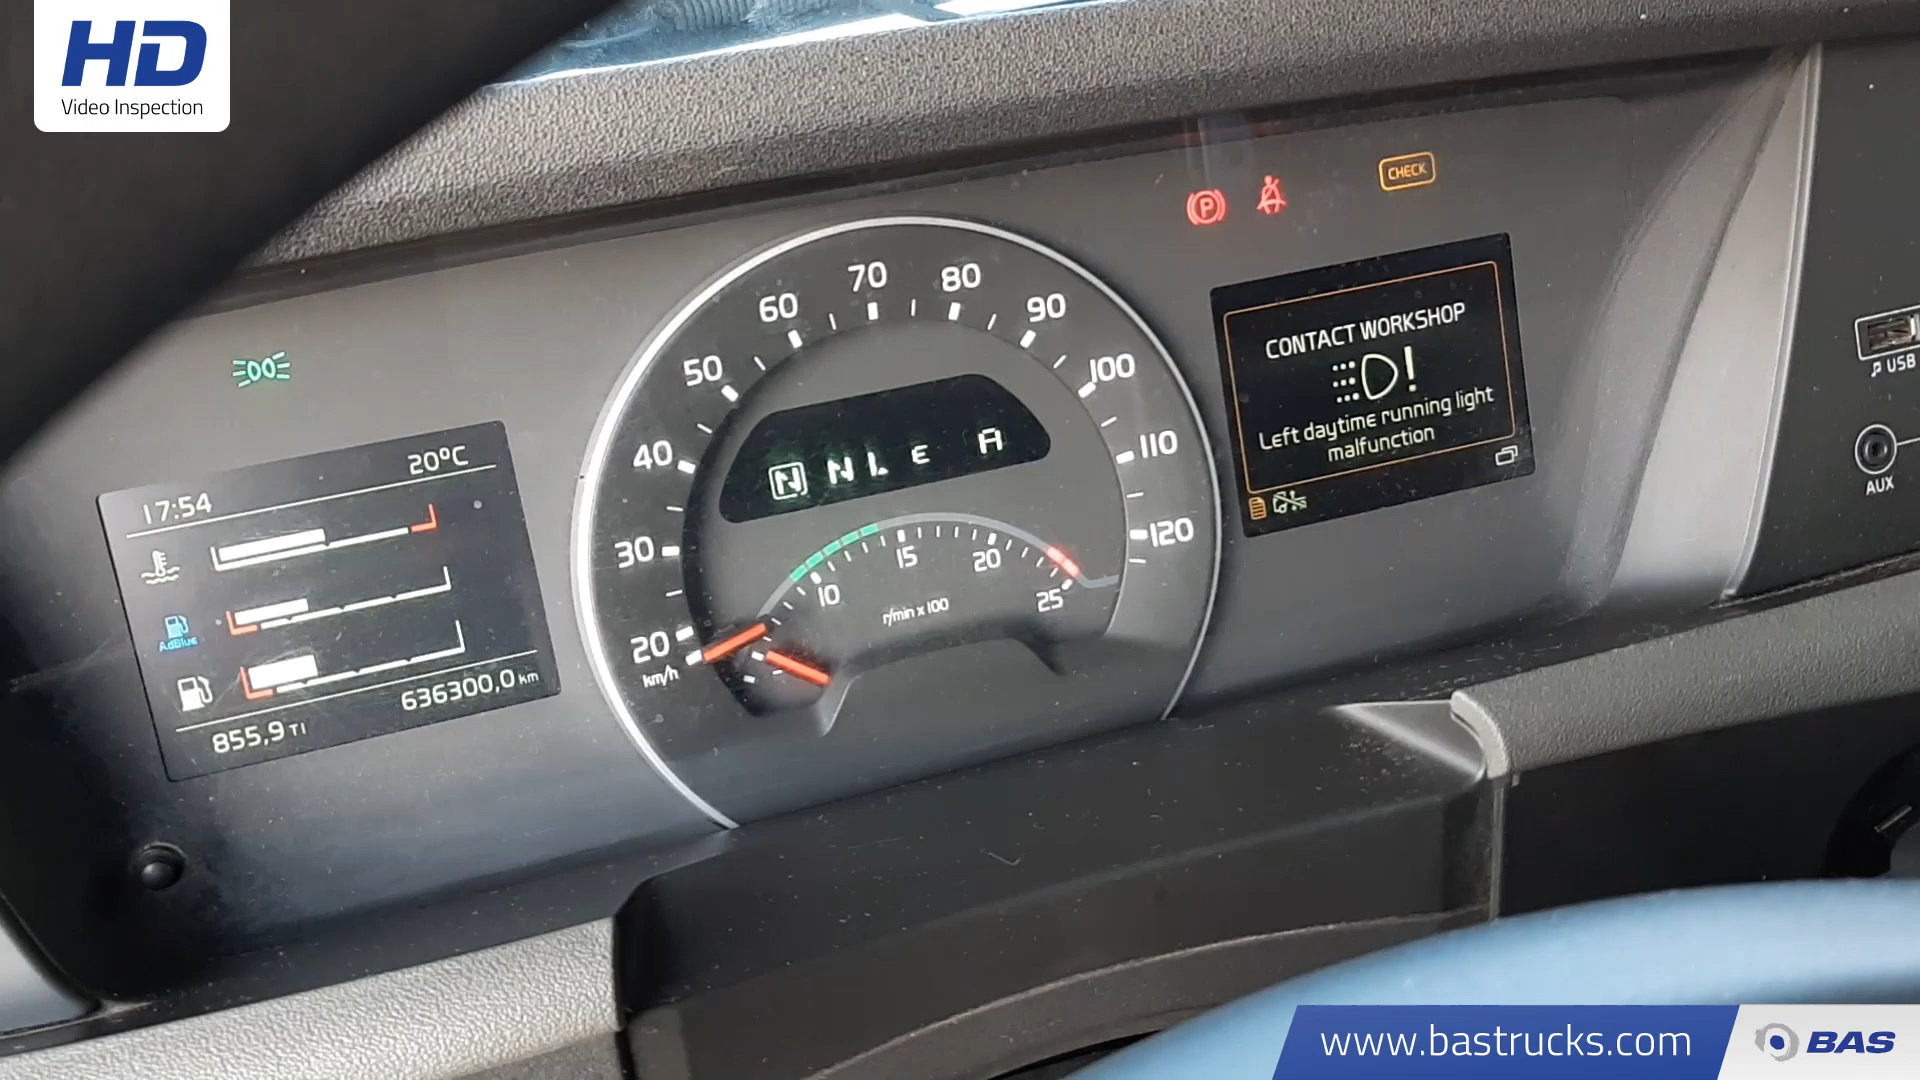 HD
Video Inspection
CHECK
CONTACT WORKSHOP
Left daytime running light
malfunction
17:54
20°C
AdBlue
636300,0 km
855,9 TI
20
30
40
50
60
70
80
90
100
110
120
km/h
N N L E A
10
15
20
25
r/min x 100
P
USB
AUX
www.bastrucks.com
BAS